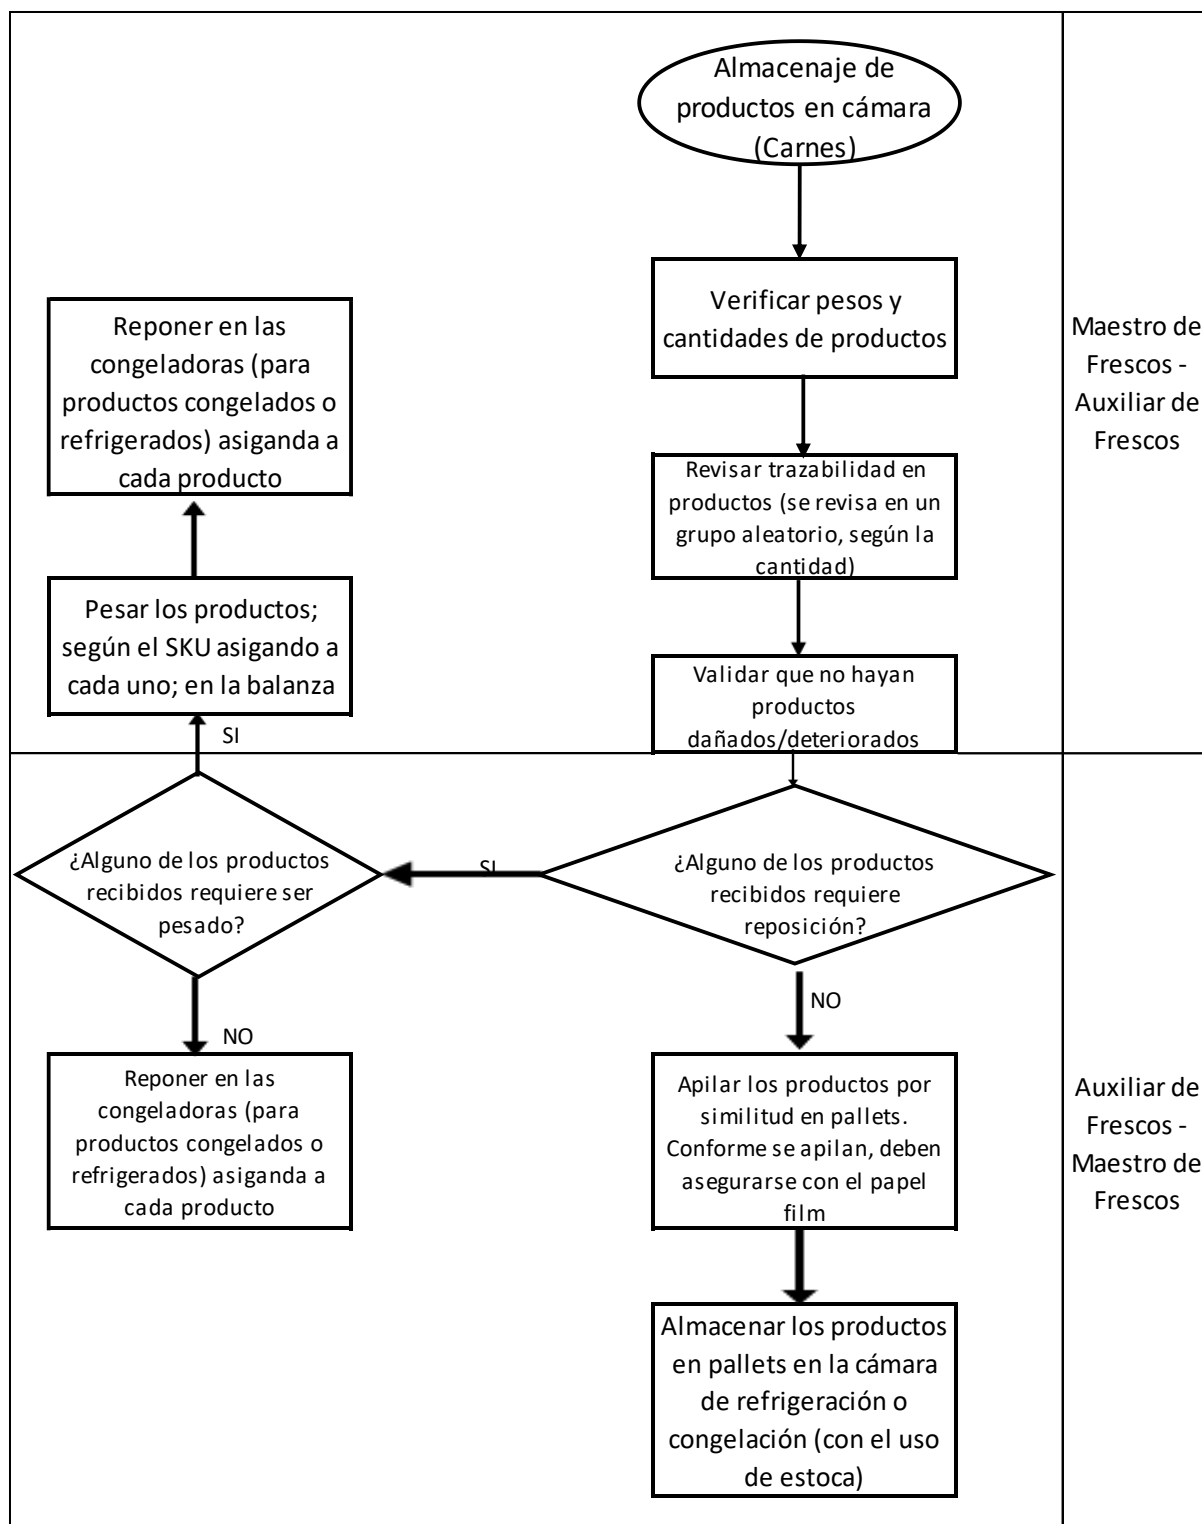 Almacenaje de
productos en cámara
(Carnes)
Verificar pesos y
cantidades de productos
Maestro de
Frescos -
Auxiliar de
Frescos
Reponer en las
congeladoras (para
productos congelados o
refrigerados) asiganda a
cada producto
Revisar trazabilidad en
productos (se revisa en un
grupo aleatorio, según la
cantidad)
Pesar los productos;
según el SKU asigando a
cada uno; en la balanza
Validar que no hayan
productos
dañados/deteriorados
SI
¿Alguno de los productos
recibidos requiere ser
pesado?
SI
¿Alguno de los productos
recibidos requiere
reposición?
NO
NO
Reponer en las
congeladoras (para
productos congelados o
refrigerados) asiganda a
cada producto
Apilar los productos por
similitud en pallets.
Conforme se apilan, deben
asegurarse con el papel
film
Auxiliar de
Frescos -
Maestro de
Frescos
Almacenar los productos
en pallets en la cámara
de refrigeración o
congelación (con el uso
de estoca)